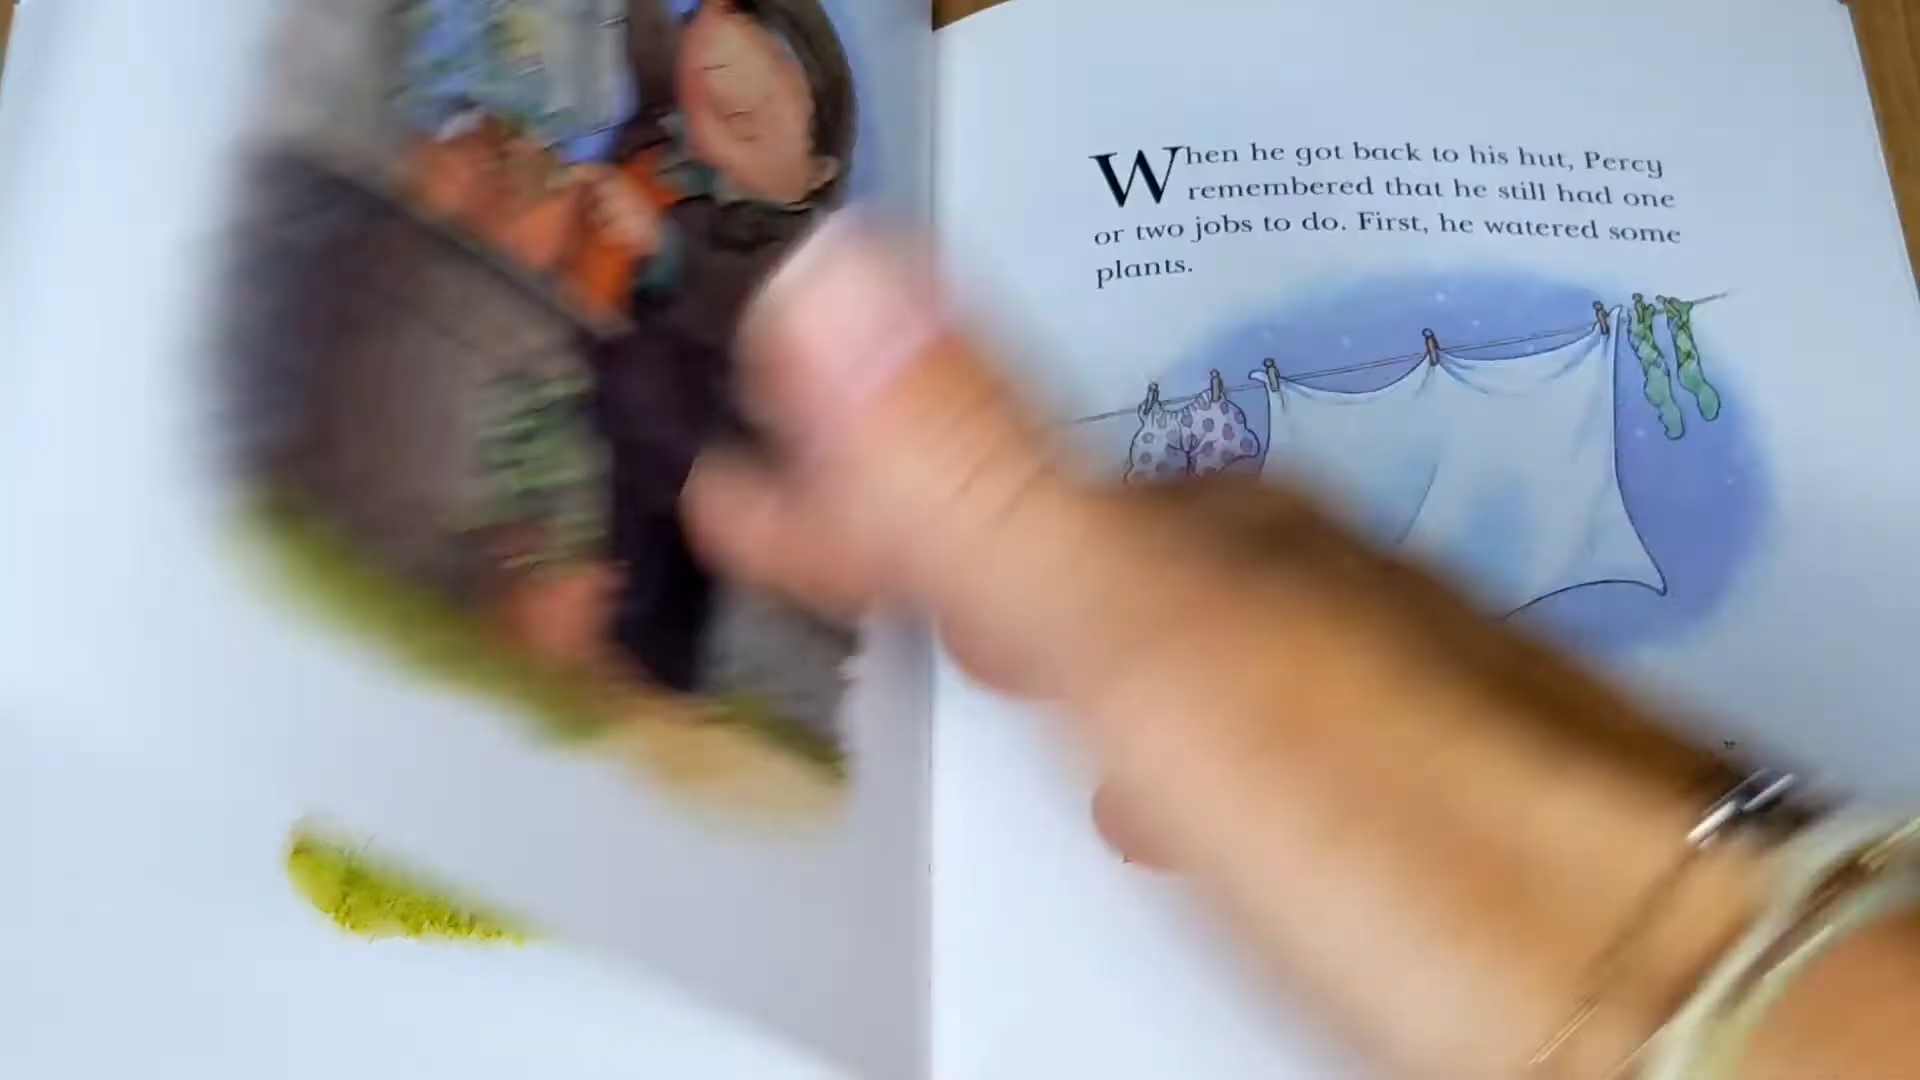 When he got back to his hut, Percy
remembered that he still had one
or two jobs to do. First, he watered some
plants.